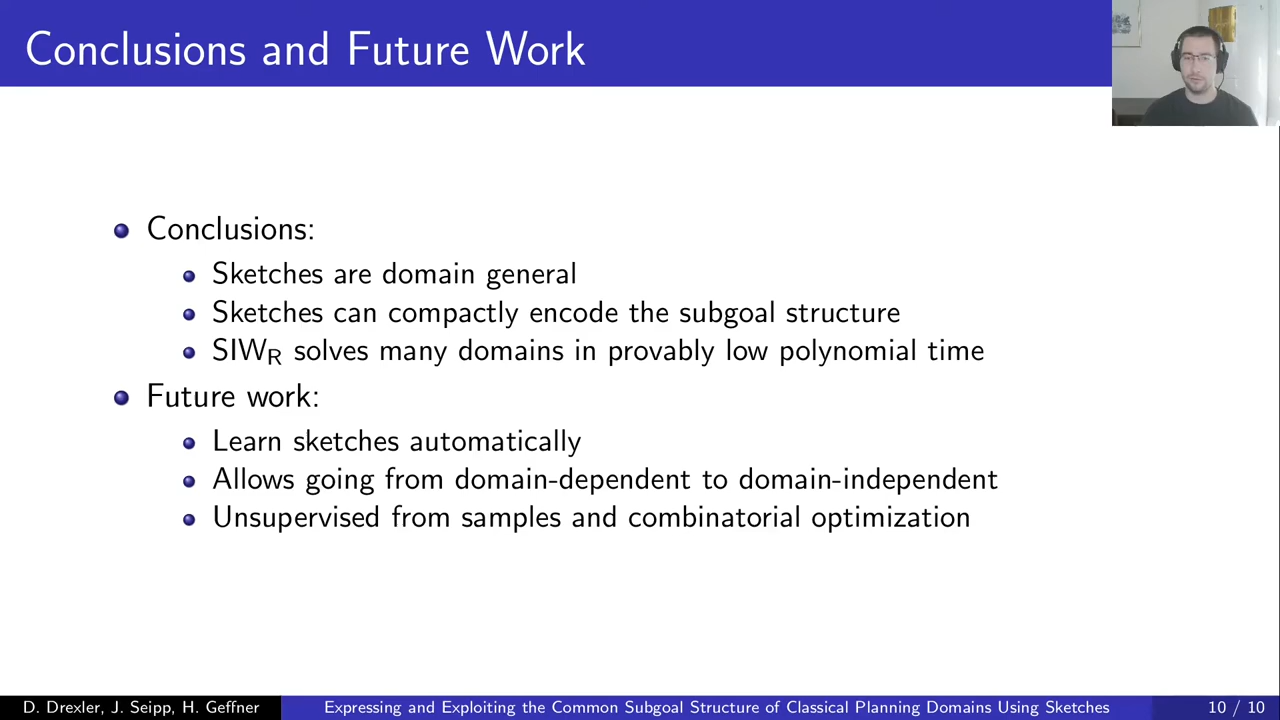 Conclusions and Future Work
Conclusions:
Sketches are domain general
Sketches can compactly encode the subgoal structure
SIWR solves many domains in provably low polynomial time
Future work:
Learn sketches automatically
Allows going from domain-dependent to domain-independent
Unsupervised from samples and combinatorial optimization
D. Drexler, J. Seipp, H. Geffner
Expressing and Exploiting the Common Subgoal Structure of Classical Planning Domains Using Sketches
10 / 10